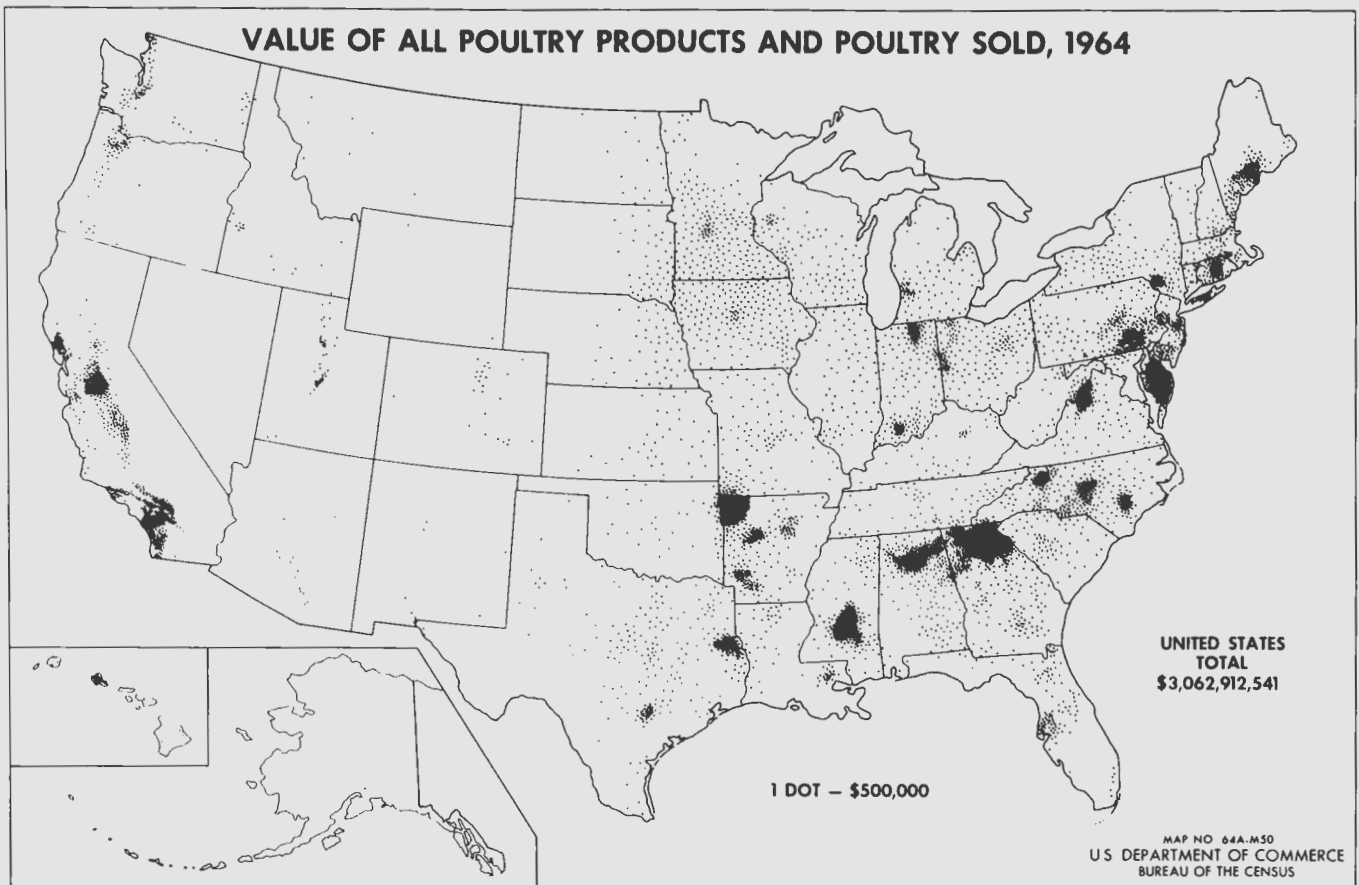 VALUE OF ALL POULTRY PRODUCTS AND POULTRY SOLD, 1964
UNITED STATES
TOTAL
$3,062,912,541
1 DOT – $500,000
MAP NO 64A-M50
U S DEPARTMENT OF COMMERCE
BUREAU OF THE CENSUS